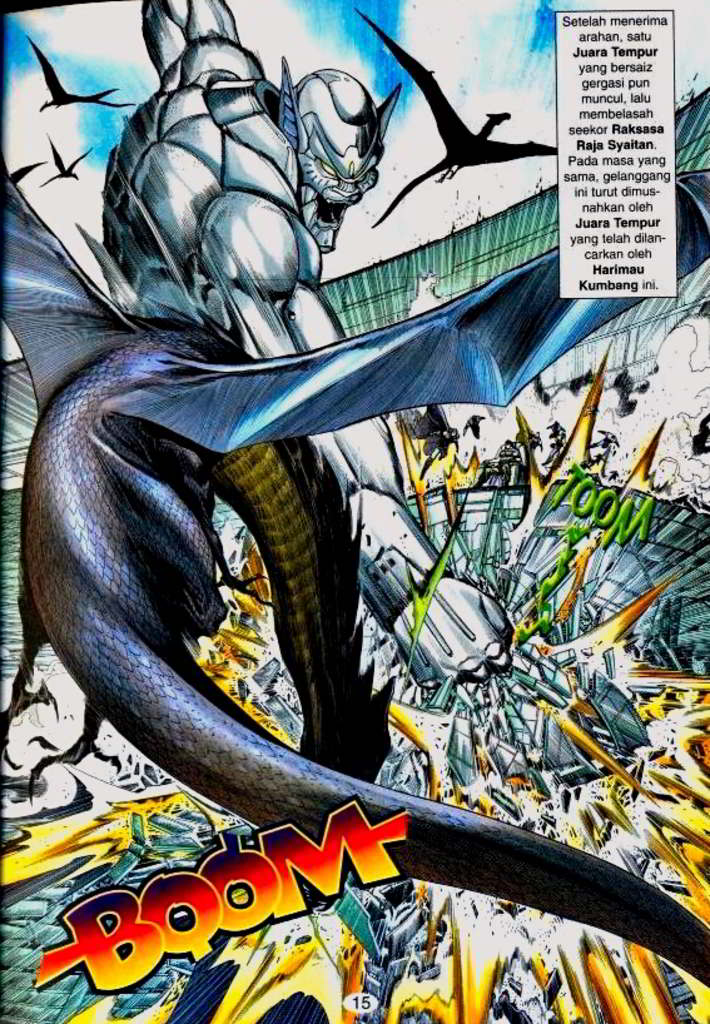 Setelah menerima
arahan, satu
Juara Tempur
yang bersaiz
gergasi pun
muncul, lalu
membelasah
seekor Raksasa
Raja Syaitan.
Pada masa yang
sama, gelanggang
ini turut dimus-
nahkan oleh
Juara Tempur
yang telah dilan-
carkan oleh
Harimau
Kumbang ini.
TOOM
BOOM
15